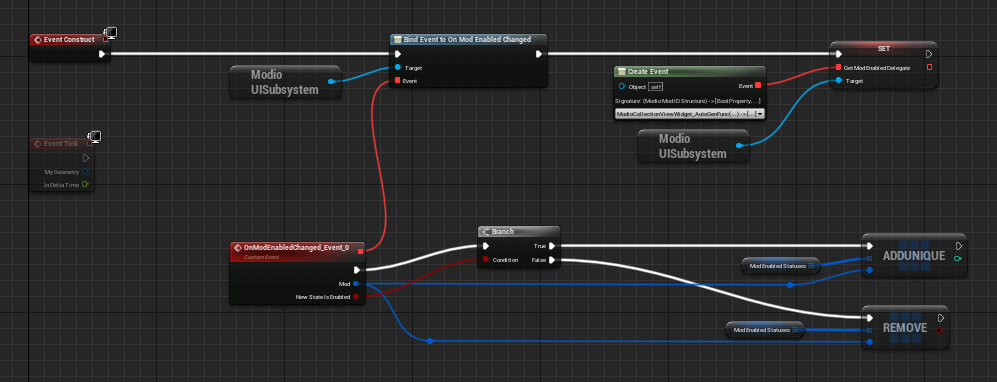 Event Construct
Bind Event to On Mod Enabled Changed
Target
Event
Modio
UISubsystem
SET
Get Mod Enabled Delegate
Target
Create Event
Object
self
Event
Signature: (Modio Mod ID Structure) ->[Bool Property....]
ModioCollectionViewWidget_AutoGenFunc(...) ->[...]
Modio
UISubsystem
Event Tick
My Geometry
In Delta Time
OnModEnabledChanged_Event_0
Custom Event
Mod
New State Is Enabled
Branch
Condition
True
False
Mod Enabled Statuses
ADDUNIQUE
Mod Enabled Statuses
REMOVE